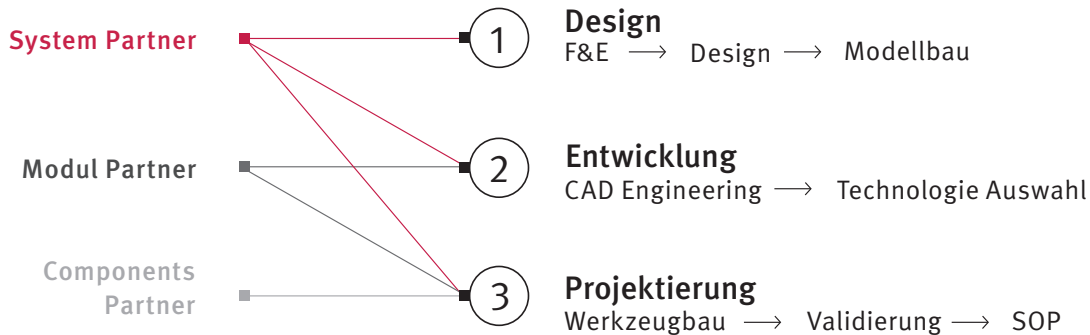 System Partner
1
Design
F&E → Design → Modellbau
Modul Partner
2
Entwicklung
CAD Engineering → Technologie Auswahl
Components
Partner
3
Projektierung
Werkzeugbau → Validierung → SOP